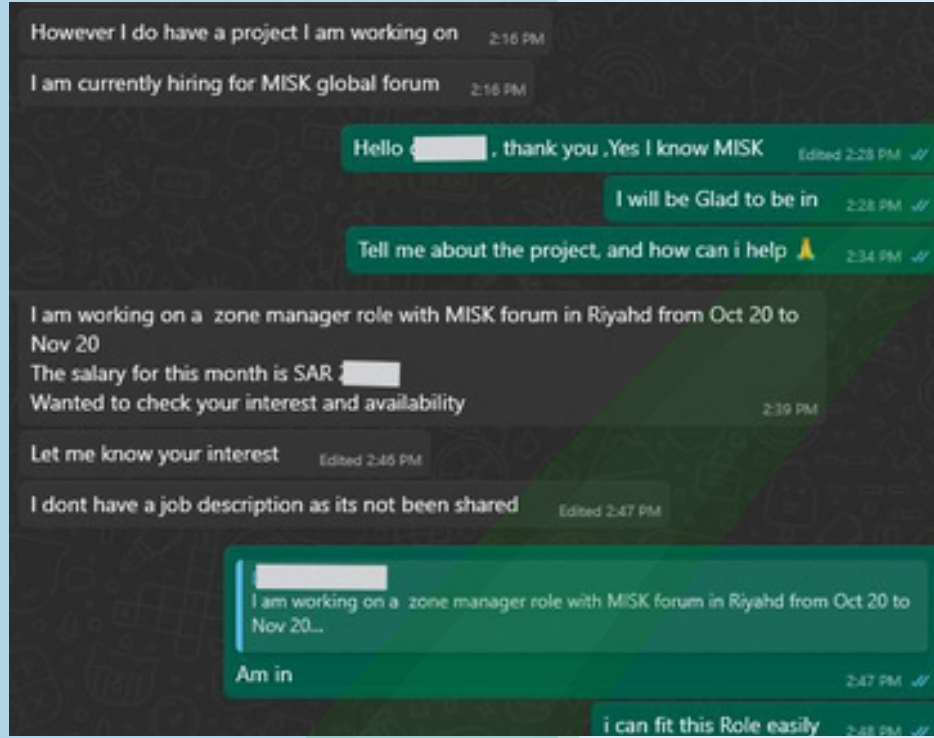 However I do have a project I am working on 2:16 PM
I am currently hiring for MISK global forum 2:16 PM
Hello , thank you ,Yes I know MISK Edited 2:28 PM
I will be Glad to be in 2:28 PM
Tell me about the project, and how can i help 🙏 2:34 PM
I am working on a zone manager role with MISK forum in Riyahd from Oct 20 to
Nov 20
The salary for this month is SAR
Wanted to check your interest and availability 2:39 PM
Let me know your interest Edited 2:46 PM
I dont have a job description as its not been shared Edited 2:47 PM
I am working on a zone manager role with MISK forum in Riyahd from Oct 20 to
Nov 20...
Am in 2:47 PM
i can fit this Role easily 2:48 PM